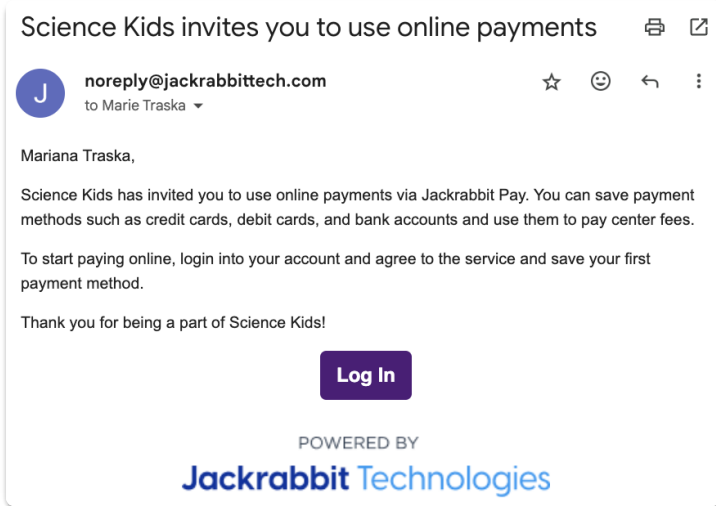 Science Kids invites you to use online payments
J
noreply@jackrabbittech.com
to Marie Traska
Mariana Traska,
Science Kids has invited you to use online payments via Jackrabbit Pay. You can save payment
methods such as credit cards, debit cards, and bank accounts and use them to pay center fees.
To start paying online, login into your account and agree to the service and save your first
payment method.
Thank you for being a part of Science Kids!
Log In
POWERED BY
Jackrabbit Technologies